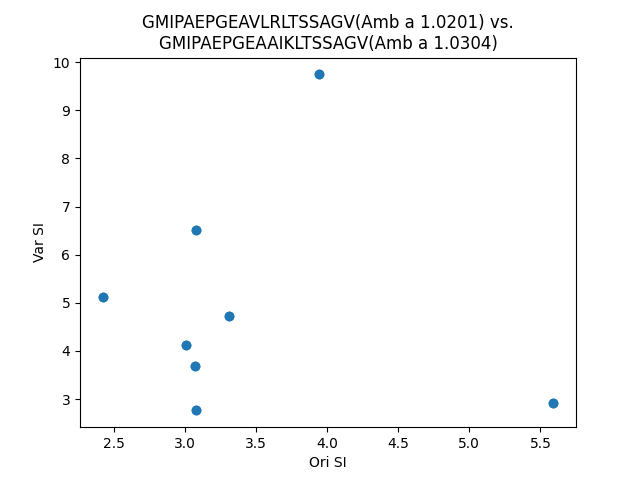 GMIPAEPGEAVLRLTSSAGV(Amb a 1.0201) vs.
GMIPAEPGEAAIKLTSSAGV(Amb a 1.0304)
10
9
8
7
6
5
4
3
Var SI
2.5 3.0 3.5 4.0 4.5 5.0 5.5
Ori SI